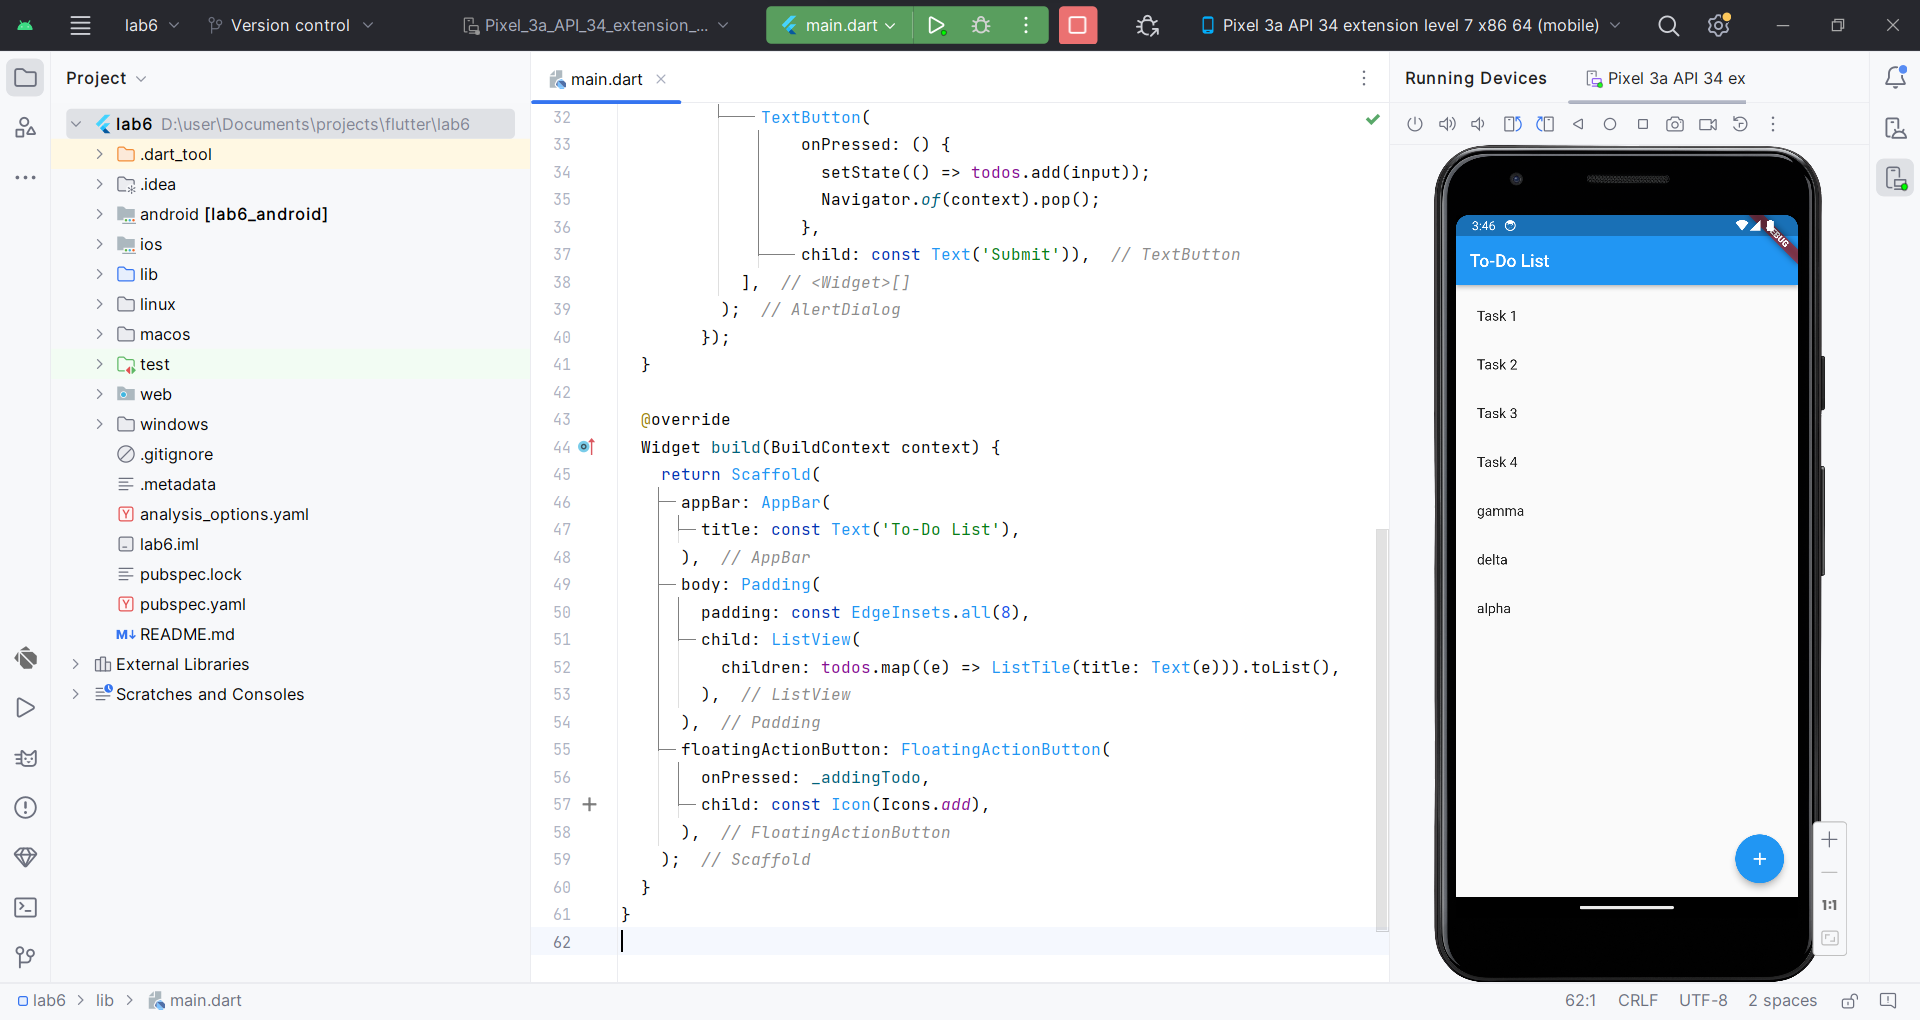 lab6
Version control
Pixel_3a_API_34_extension_...
main.dart
Pixel 3a API 34 extension level 7 x86 64 (mobile)
Project
lab6 D:\user\Documents\projects\flutter\lab6
.dart_tool
.idea
android [lab6_android]
ios
lib
linux
macos
test
web
windows
.gitignore
.metadata
analysis_options.yaml
lab6.iml
pubspec.lock
pubspec.yaml
README.md
External Libraries
Scratches and Consoles
main.dart
32 TextButton(
33 onPressed: () {
34 setState(() => todos.add(input));
35 Navigator.of(context).pop();
36 },
37 child: const Text('Submit')), // TextButton
38 ], // <Widget>[]
39 ); // AlertDialog
40 });
41 }
42
43 @override
44 Widget build(BuildContext context) {
45 return Scaffold(
46 appBar: AppBar(
47 title: const Text('To-Do List'),
48 ), // AppBar
49 body: Padding(
50 padding: const EdgeInsets.all(8),
51 child: ListView(
52 children: todos.map((e) => ListTile(title: Text(e))).toList(),
53 ), // ListView
54 ), // Padding
55 floatingActionButton: FloatingActionButton(
56 onPressed: _addingTodo,
57 child: const Icon(Icons.add),
58 ), // FloatingActionButton
59 ); // Scaffold
60 }
61 }
62
Running Devices
Pixel 3a API 34 ex
3:46
DEBUG
To-Do List
Task 1
Task 2
Task 3
Task 4
gamma
delta
alpha
1:1
lab6 > lib > main.dart
62:1 CRLF UTF-8 2 spaces